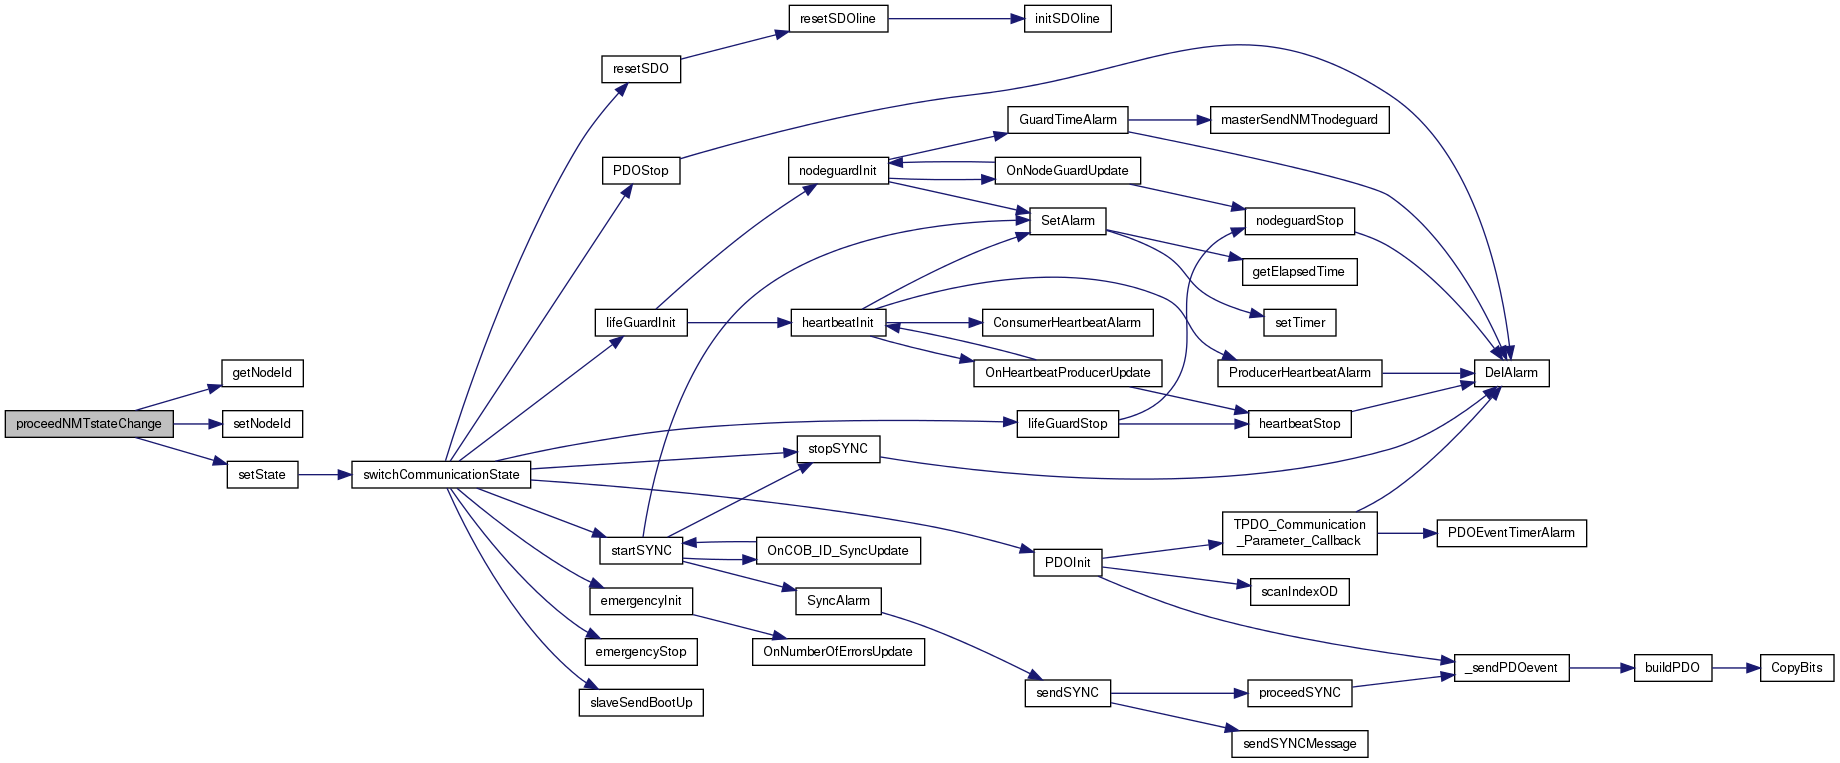 resetSDOline
initSDOline
resetSDO
GuardTimeAlarm
masterSendNMTnodeguard
PDOStop
nodeguardInit
OnNodeGuardUpdate
SetAlarm
nodeguardStop
getElapsedTime
lifeGuardInit
heartbeatInit
ConsumerHeartbeatAlarm
setTimer
getNodeId
OnHeartbeatProducerUpdate
ProducerHeartbeatAlarm
DelAlarm
proceedNMTstateChange
setNodeId
lifeGuardStop
heartbeatStop
stopSYNC
setState
switchCommunicationState
TPDO_Communication
_Parameter_Callback
PDOEventTimerAlarm
startSYNC
OnCOB_ID_SyncUpdate
PDOInit
scanIndexOD
emergencyInit
SyncAlarm
emergencyStop
OnNumberOfErrorsUpdate
_sendPDOevent
buildPDO
CopyBits
slaveSendBootUp
sendSYNC
proceedSYNC
sendSYNCMessage